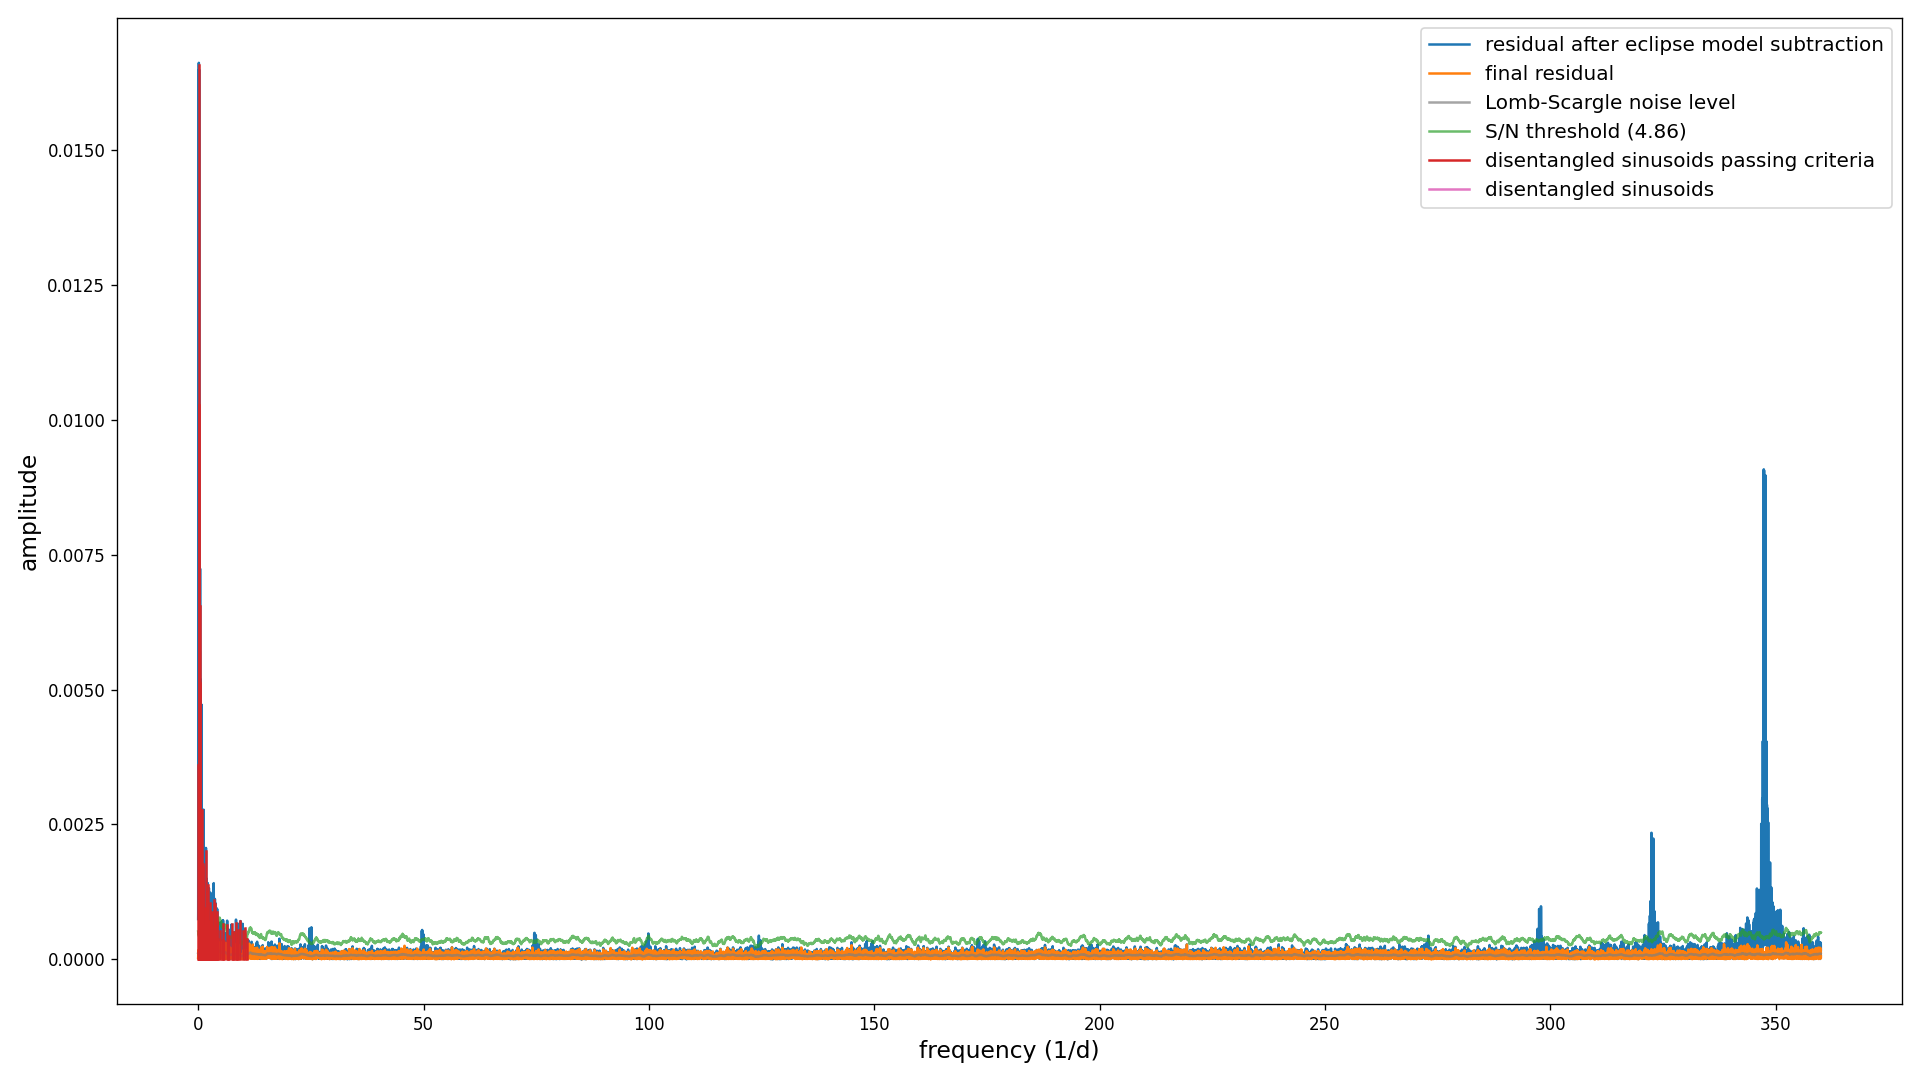 residual after eclipse model subtraction
final residual
Lomb-Scargle noise level
S/N threshold (4.86)
disentangled sinusoids passing criteria
disentangled sinusoids
0.0150
0.0125
0.0100
0.0075
0.0050
0.0025
0.0000
amplitude
0 50 100 150 200 250 300 350
frequency (1/d)